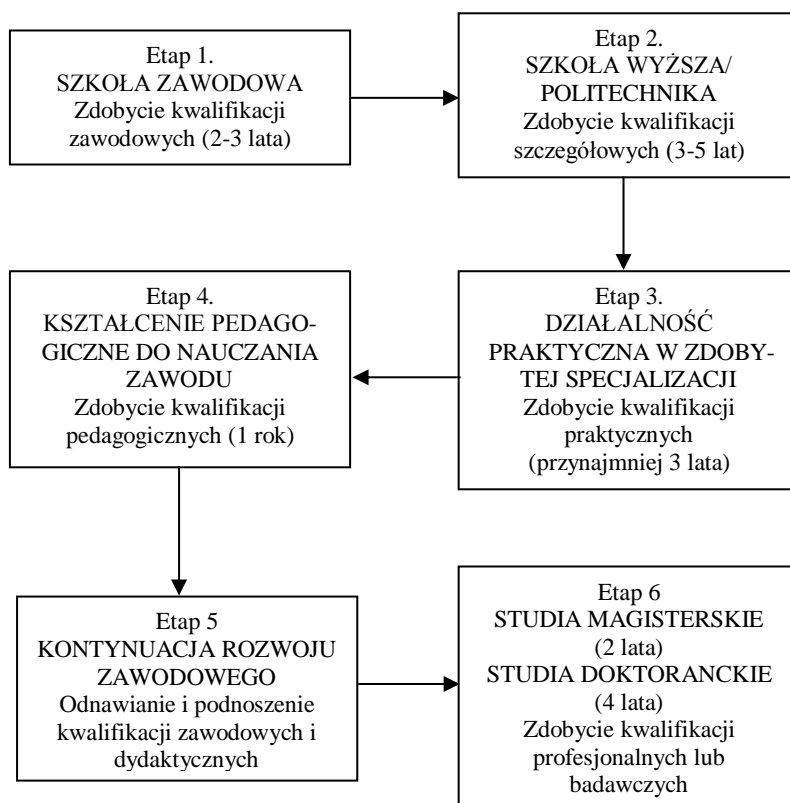 Etap 1.
SZKOŁA ZAWODOWA
Zdobycie kwalifikacji
zawodowych (2-3 lata)
Etap 2.
SZKOŁA WYŻSZA/
POLITECHNIKA
Zdobycie kwalifikacji
szczegółowych (3-5 lat)
Etap 3.
DZIAŁALNOŚĆ
PRAKTYCZNA W ZDOBY-
TEJ SPECJALIZACJI
Zdobycie kwalifikacji
praktycznych
(przynajmniej 3 lata)
Etap 4.
KSZTAŁCENIE PEDAGO-
GICZNE DO NAUCZANIA
ZAWODU
Zdobycie kwalifikacji
pedagogicznych (1 rok)
Etap 5
KONTYNUACJA ROZWOJU
ZAWODOWEGO
Odnawianie i podnoszenie
kwalifikacji zawodowych i
dydaktycznych
Etap 6
STUDIA MAGISTERSKIE
(2 lata)
STUDIA DOKTORANCKIE
(4 lata)
Zdobycie kwalifikacji
profesjonalnych lub
badawczych